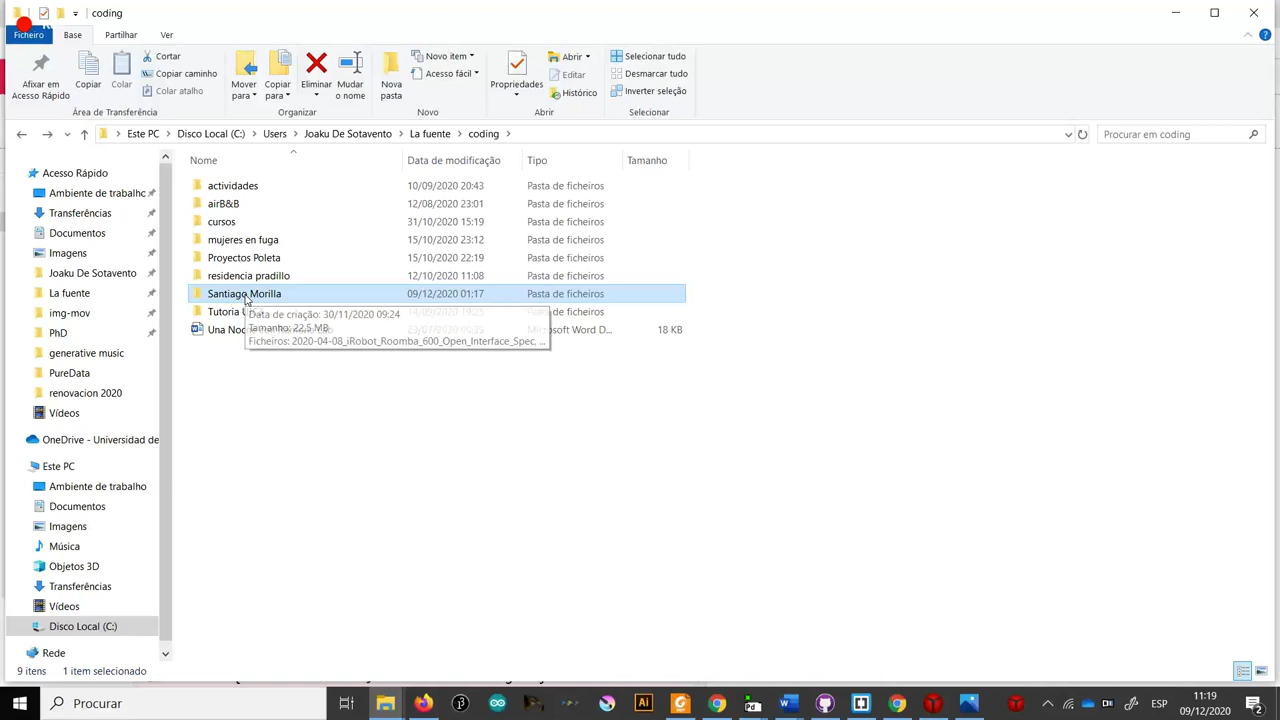 coding
Ficheiro Base Partilhar Ver
Afixar em Acesso Rápido
Copiar
Colar
Cortar
Copiar caminho
Colar atalho
Área de Transferência
Mover para
Copiar para
Eliminar
Mudar o nome
Organizar
Nova pasta
Novo item
Acesso fácil
Novo
Propriedades
Abrir
Editar
Histórico
Abrir
Selecionar tudo
Desmarcar tudo
Inverter seleção
Selecionar
Este PC > Disco Local (C:) > Users > Joaku De Sotavento > La fuente > coding >
Procurar em coding
Nome Data de modificação Tipo Tamanho
actividades 10/09/2020 20:43 Pasta de ficheiros
airB&B 12/08/2020 23:01 Pasta de ficheiros
cursos 31/10/2020 15:19 Pasta de ficheiros
mujeres en fuga 15/10/2020 23:12 Pasta de ficheiros
Proyectos Poleta 15/10/2020 22:19 Pasta de ficheiros
residencia pradillo 12/10/2020 11:08 Pasta de ficheiros
Santiago Morilla 09/12/2020 01:17 Pasta de ficheiros
Tutoria Pasta de ficheiros
Una Microsoft Word D... 18 KB
Data de criação: 30/11/2020 09:24
Tamanho: 22,5 MB
Ficheiros: 2020-04-08_iRobot_Roomba_600_Open_Interface_Spec, ...
Acesso Rápido
Ambiente de trabalhc
Transferências
Documentos
Imagens
Joaku De Sotavento
La fuente
img-mov
PhD
generative music
PureData
renovacion 2020
Vídeos
OneDrive - Universidad de
Este PC
Ambiente de trabalho
Documentos
Imagens
Música
Objetos 3D
Transferências
Vídeos
Disco Local (C:)
Rede
9 itens 1 item selecionado
Procurar
Ai
Pd
ESP
11:19
09/12/2020
2